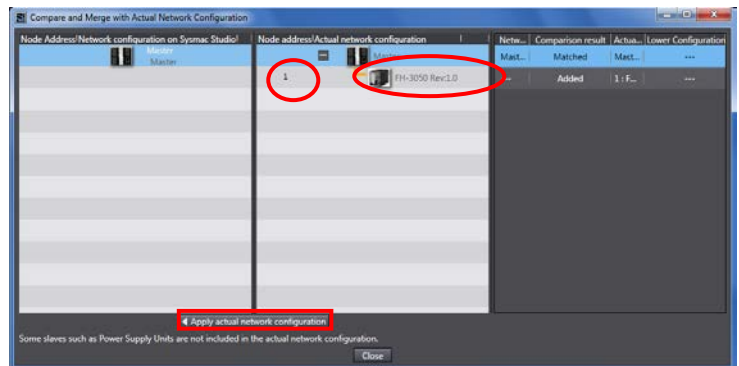 Compare and Merge with Actual Network Configuration
Node Address Network configuration on Sysmac Studio
Node address Actual network configuration
Netw... Comparison result Actua... Lower Configuration
Master
Master
Master
Mast... Matched Mast... ---
1 FH-3050 Rev:1.0
--- Added 1 : F... ---
Apply actual network configuration
Some slaves such as Power Supply Units are not included in the actual network configuration.
Close